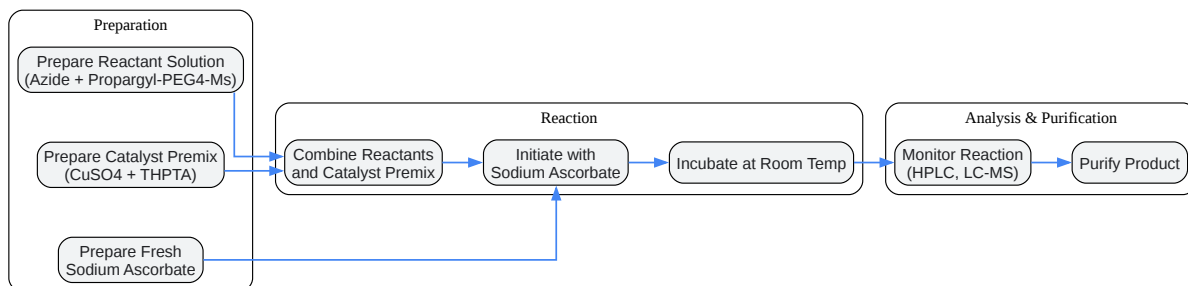 Preparation
Prepare Reactant Solution
(Azide + Propargyl-PEG4-Ms)
Prepare Catalyst Premix
(CuSO4 + THPTA)
Prepare Fresh
Sodium Ascorbate
Reaction
Combine Reactants
and Catalyst Premix
Initiate with
Sodium Ascorbate
Incubate at Room Temp
Analysis & Purification
Monitor Reaction
(HPLC, LC-MS)
Purify Product